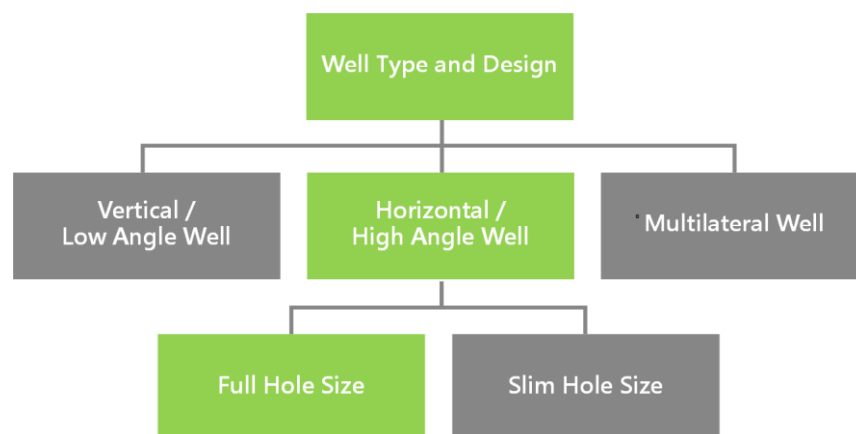 Well Type and Design
Vertical /
Low Angle Well
Horizontal /
High Angle Well
Multilateral Well
Full Hole Size
Slim Hole Size